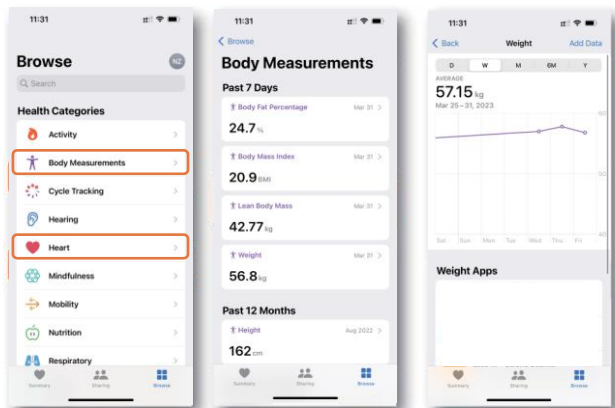 11:31
Browse
NZ
Search
Health Categories
Activity
Body Measurements
Cycle Tracking
Hearing
Heart
Mindfulness
Mobility
Nutrition
Respiratory
Summary
Sharing
Browse
11:31
Browse
Body Measurements
Past 7 Days
Body Fat Percentage Mar 31
24.7 %
Body Mass Index Mar 31
20.9 BMI
Lean Body Mass Mar 31
42.77 kg
Weight Mar 31
56.8 kg
Past 12 Months
Height Aug 2022
162 cm
Summary
Sharing
Browse
11:31
Back Weight Add Data
D W M 6M Y
AVERAGE
57.15 kg
Mar 25–31, 2023
60
50
40
Sat Sun Mon Tue Wed Thu Fri
Weight Apps
Summary
Sharing
Browse